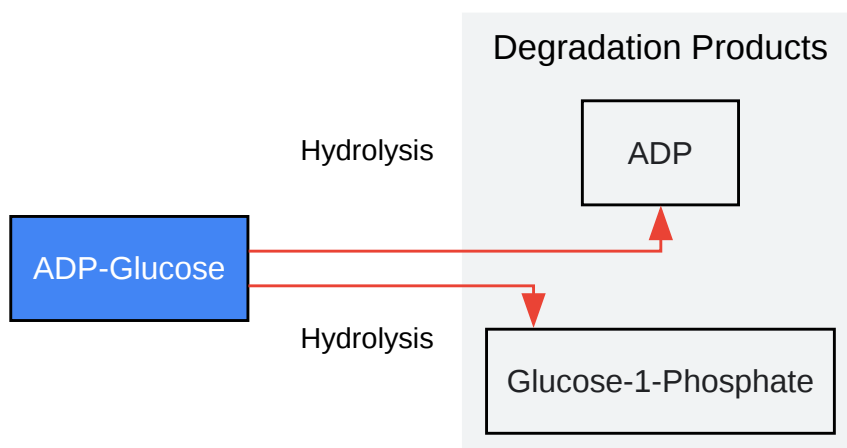 Degradation Products
Hydrolysis
ADP
ADP-Glucose
Hydrolysis
Glucose-1-Phosphate